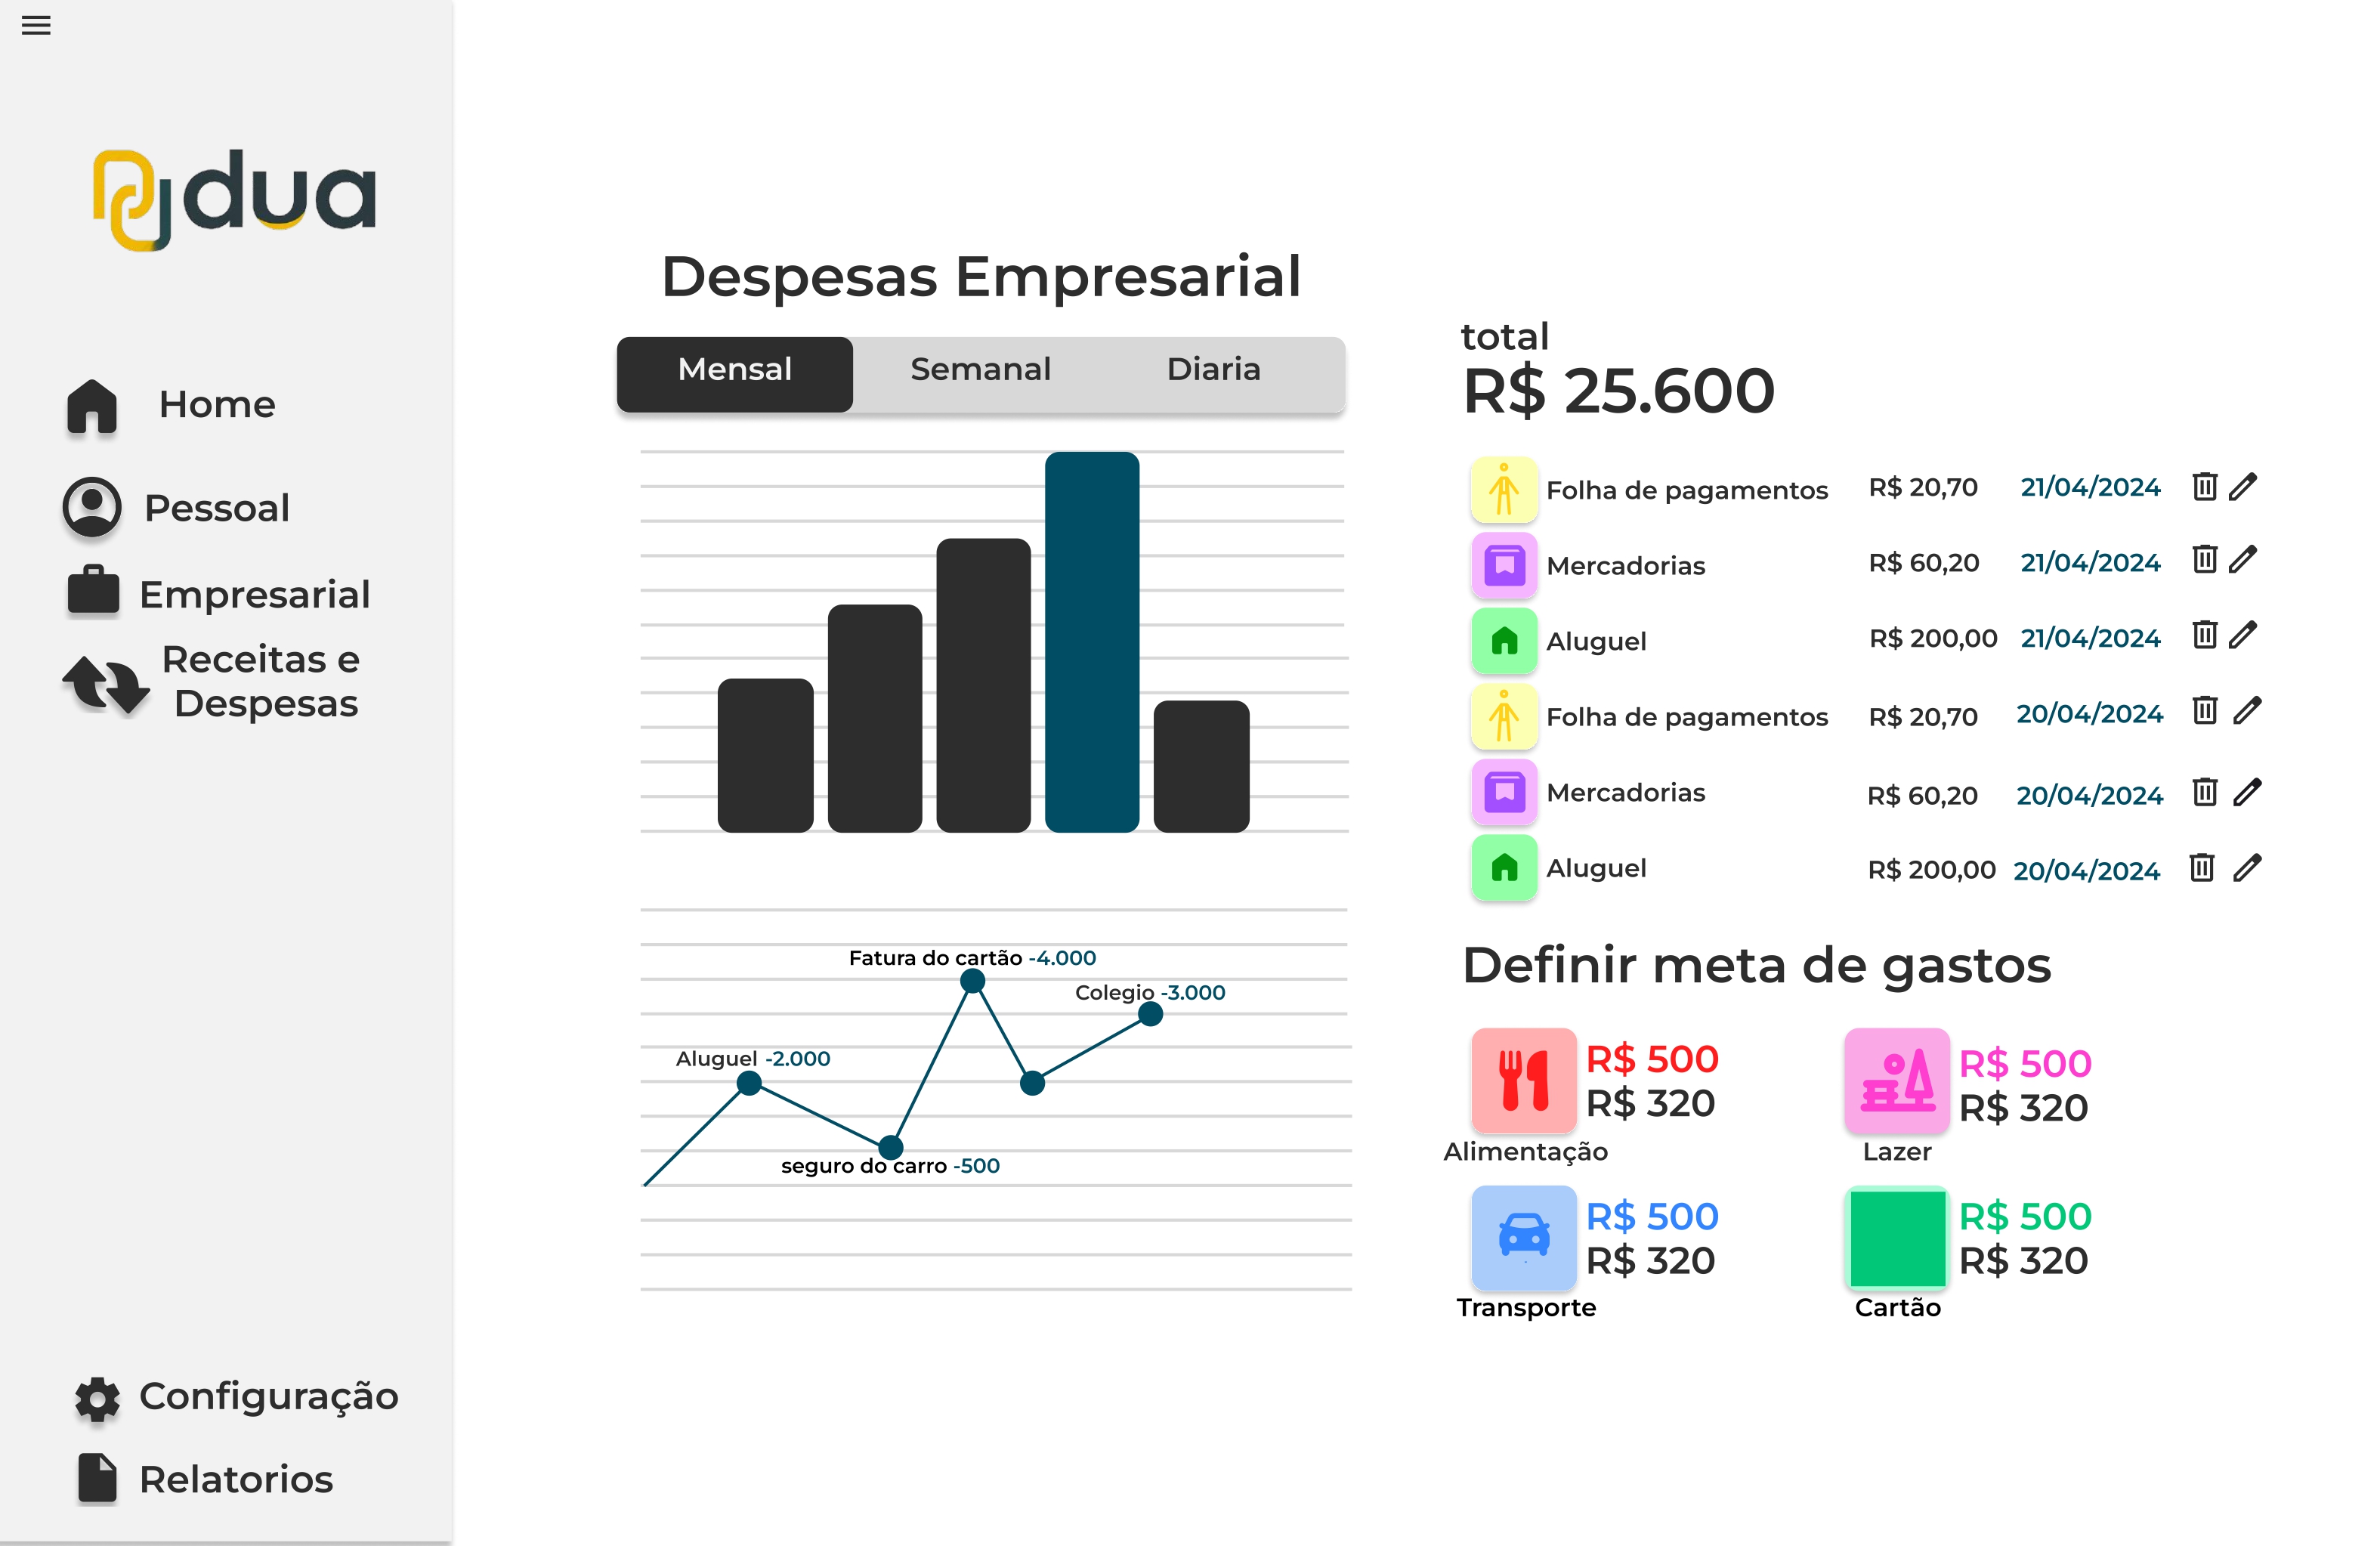 dua
Home
Pessoal
Empresarial
Receitas e
Despesas
Configuração
Relatorios
Despesas Empresarial
Mensal Semanal Diaria
Fatura do cartão -4.000
Colegio -3.000
Aluguel -2.000
seguro do carro -500
total
R$ 25.600
Folha de pagamentos R$ 20,70 21/04/2024
Mercadorias R$ 60,20 21/04/2024
Aluguel R$ 200,00 21/04/2024
Folha de pagamentos R$ 20,70 20/04/2024
Mercadorias R$ 60,20 20/04/2024
Aluguel R$ 200,00 20/04/2024
Definir meta de gastos
R$ 500
R$ 320
Alimentação
R$ 500
R$ 320
Lazer
R$ 500
R$ 320
Transporte
R$ 500
R$ 320
Cartão